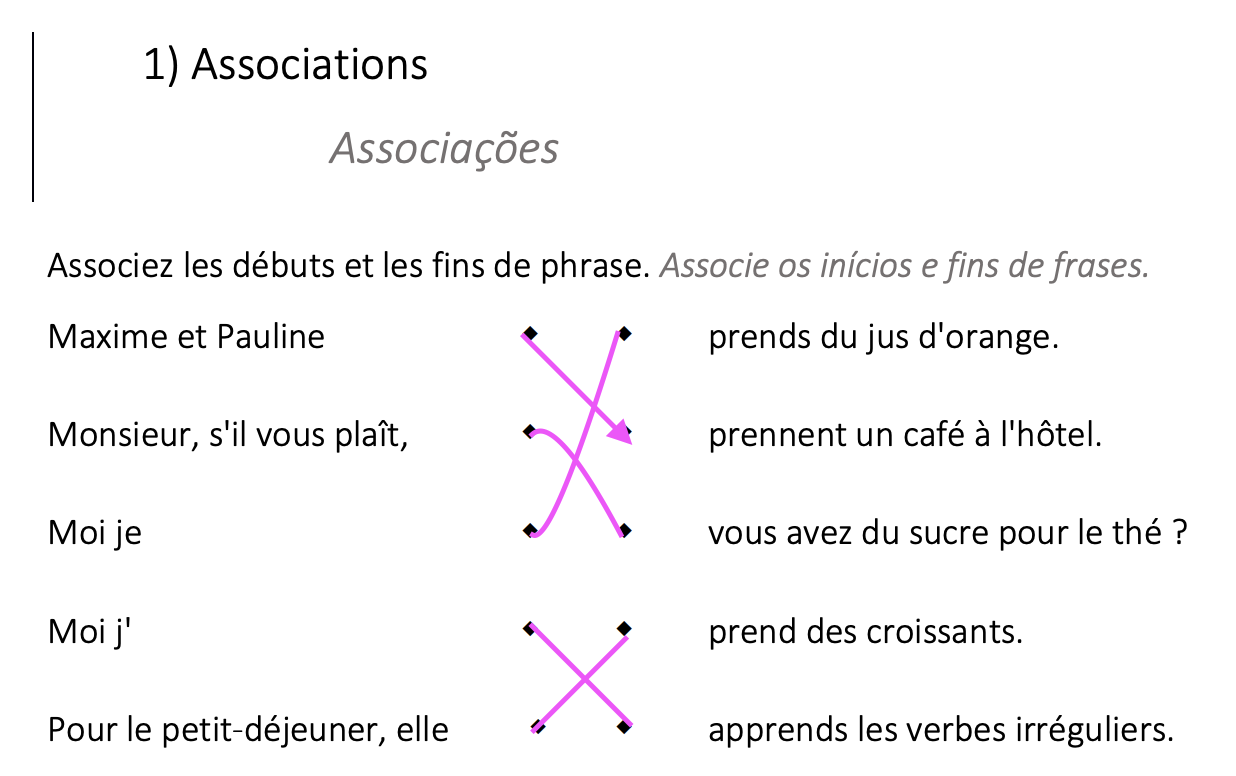 1) Associations
Associações
Associez les débuts et les fins de phrase. Associe os inícios e fins de frases.
Maxime et Pauline prends du jus d'orange.
Monsieur, s'il vous plaît, prennent un café à l'hôtel.
Moi je vous avez du sucre pour le thé ?
Moi j' prend des croissants.
Pour le petit-déjeuner, elle apprends les verbes irréguliers.